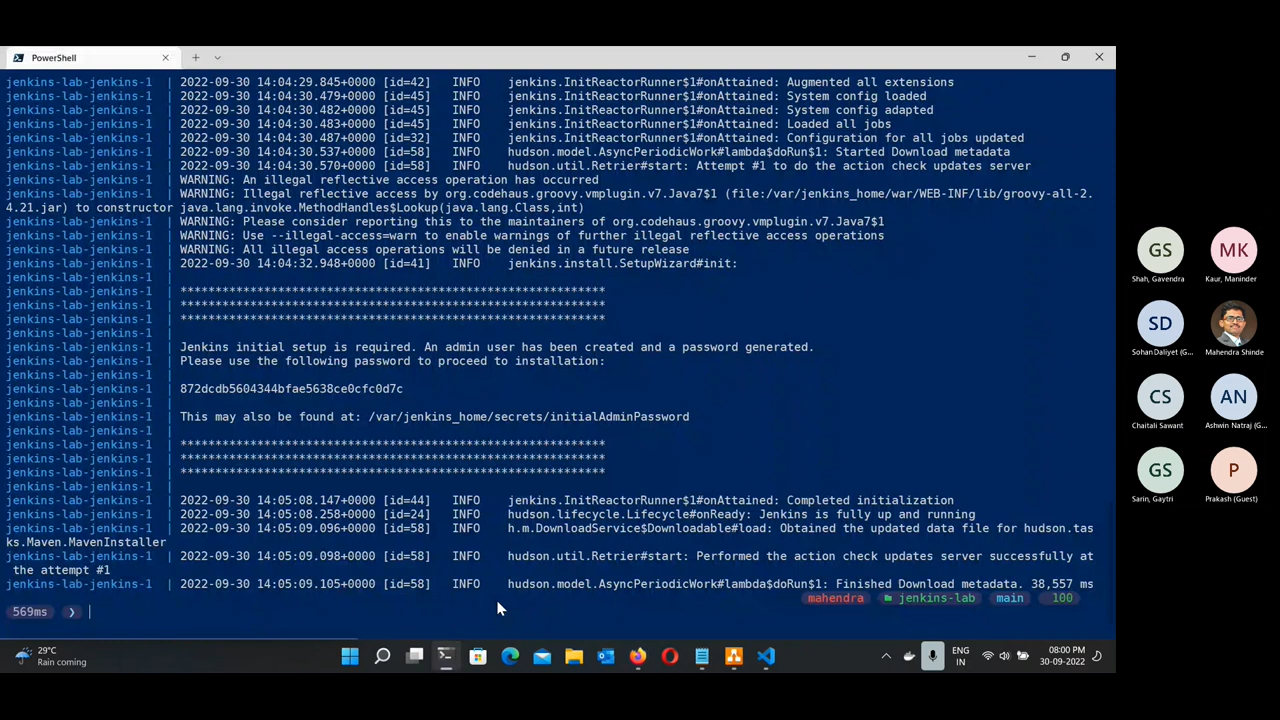 PowerShell
jenkins-lab-jenkins-1 | 2022-09-30 14:04:29.845+0000 [id=42] INFO jenkins.InitReactorRunner$1#onAttained: Augmented all extensions
jenkins-lab-jenkins-1 | 2022-09-30 14:04:30.479+0000 [id=45] INFO jenkins.InitReactorRunner$1#onAttained: System config loaded
jenkins-lab-jenkins-1 | 2022-09-30 14:04:30.482+0000 [id=45] INFO jenkins.InitReactorRunner$1#onAttained: System config adapted
jenkins-lab-jenkins-1 | 2022-09-30 14:04:30.483+0000 [id=45] INFO jenkins.InitReactorRunner$1#onAttained: Loaded all jobs
jenkins-lab-jenkins-1 | 2022-09-30 14:04:30.487+0000 [id=32] INFO jenkins.InitReactorRunner$1#onAttained: Configuration for all jobs updated
jenkins-lab-jenkins-1 | 2022-09-30 14:04:30.537+0000 [id=58] INFO hudson.model.AsyncPeriodicWork#lambda$doRun$1: Started Download metadata
jenkins-lab-jenkins-1 | 2022-09-30 14:04:30.570+0000 [id=58] INFO hudson.util.Retrier#start: Attempt #1 to do the action check updates server
jenkins-lab-jenkins-1 | WARNING: An illegal reflective access operation has occurred
jenkins-lab-jenkins-1 | WARNING: Illegal reflective access by org.codehaus.groovy.vmplugin.v7.Java7$1 (file:/var/jenkins_home/war/WEB-INF/lib/groovy-all-2.
4.21.jar) to constructor java.lang.invoke.MethodHandles$Lookup(java.lang.Class,int)
jenkins-lab-jenkins-1 | WARNING: Please consider reporting this to the maintainers of org.codehaus.groovy.vmplugin.v7.Java7$1
jenkins-lab-jenkins-1 | WARNING: Use --illegal-access=warn to enable warnings of further illegal reflective access operations
jenkins-lab-jenkins-1 | WARNING: All illegal access operations will be denied in a future release
jenkins-lab-jenkins-1 | 2022-09-30 14:04:32.948+0000 [id=41] INFO jenkins.install.SetupWizard#init:
jenkins-lab-jenkins-1 |
jenkins-lab-jenkins-1 | *************************************************************
jenkins-lab-jenkins-1 | *************************************************************
jenkins-lab-jenkins-1 | *************************************************************
jenkins-lab-jenkins-1 |
jenkins-lab-jenkins-1 | Jenkins initial setup is required. An admin user has been created and a password generated.
jenkins-lab-jenkins-1 | Please use the following password to proceed to installation:
jenkins-lab-jenkins-1 |
jenkins-lab-jenkins-1 | 872dcdb5604344bfae5638ce0cfc0d7c
jenkins-lab-jenkins-1 |
jenkins-lab-jenkins-1 | This may also be found at: /var/jenkins_home/secrets/initialAdminPassword
jenkins-lab-jenkins-1 |
jenkins-lab-jenkins-1 | *************************************************************
jenkins-lab-jenkins-1 | *************************************************************
jenkins-lab-jenkins-1 | *************************************************************
jenkins-lab-jenkins-1 |
jenkins-lab-jenkins-1 | 2022-09-30 14:05:08.147+0000 [id=44] INFO jenkins.InitReactorRunner$1#onAttained: Completed initialization
jenkins-lab-jenkins-1 | 2022-09-30 14:05:08.258+0000 [id=24] INFO hudson.lifecycle.Lifecycle#onReady: Jenkins is fully up and running
jenkins-lab-jenkins-1 | 2022-09-30 14:05:09.096+0000 [id=58] INFO h.m.DownloadService$Downloadable#load: Obtained the updated data file for hudson.tas
ks.Maven.MavenInstaller
jenkins-lab-jenkins-1 | 2022-09-30 14:05:09.098+0000 [id=58] INFO hudson.util.Retrier#start: Performed the action check updates server successfully at
the attempt #1
jenkins-lab-jenkins-1 | 2022-09-30 14:05:09.105+0000 [id=58] INFO hudson.model.AsyncPeriodicWork#lambda$doRun$1: Finished Download metadata. 38,557 ms
mahendra jenkins-lab main 100
569ms ❯
29°C
Rain coming
ENG
IN
08:00 PM
30-09-2022
GS
MK
Shah, Gavendra
Kaur, Maninder
SD
Sohan Daliyet (G...
Mahendra Shinde
CS
AN
Chaitali Sawant
Ashwin Natraj (G...
GS
P
Sarin, Gaytri
Prakash (Guest)